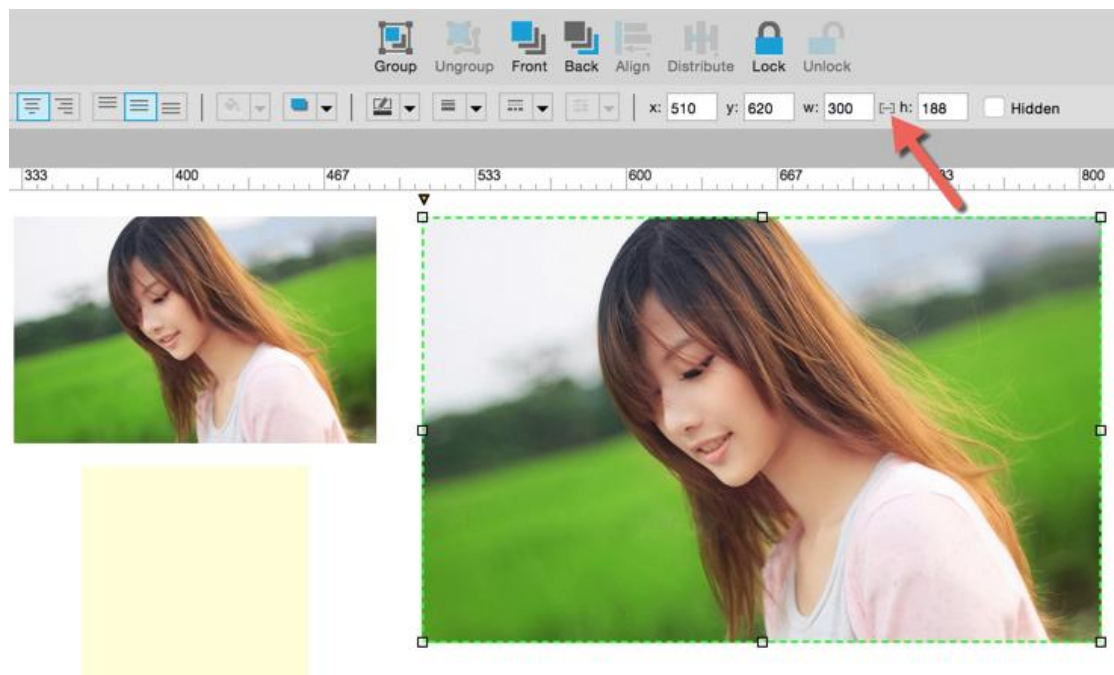 Group Ungroup Front Back Align Distribute Lock Unlock
x: 510 y: 620 w: 300 h: 188 Hidden
333 400 467 533 600 667 800